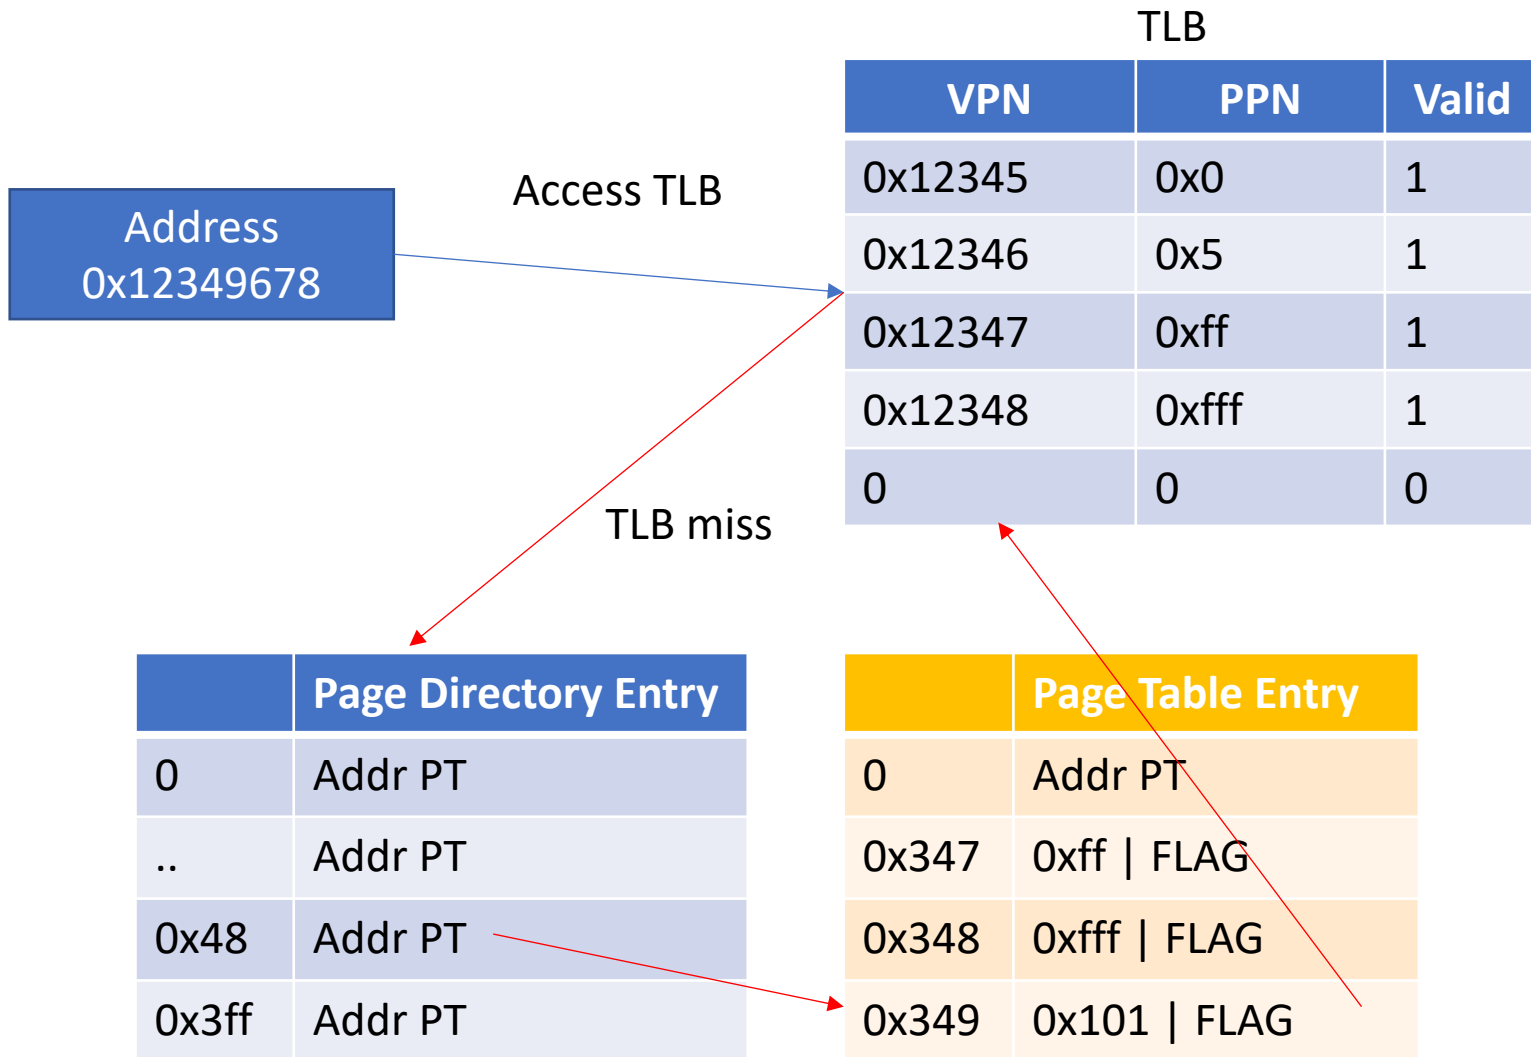 TLB
VPN PPN Valid
0x12345 0x0 1
0x12346 0x5 1
0x12347 0xff 1
0x12348 0xfff 1
0 0 0
Access TLB
Address
0x12349678
TLB miss
Page Directory Entry
0 Addr PT
.. Addr PT
0x48 Addr PT
0x3ff Addr PT
Page Table Entry
0 Addr PT
0x347 0xff | FLAG
0x348 0xfff | FLAG
0x349 0x101 | FLAG